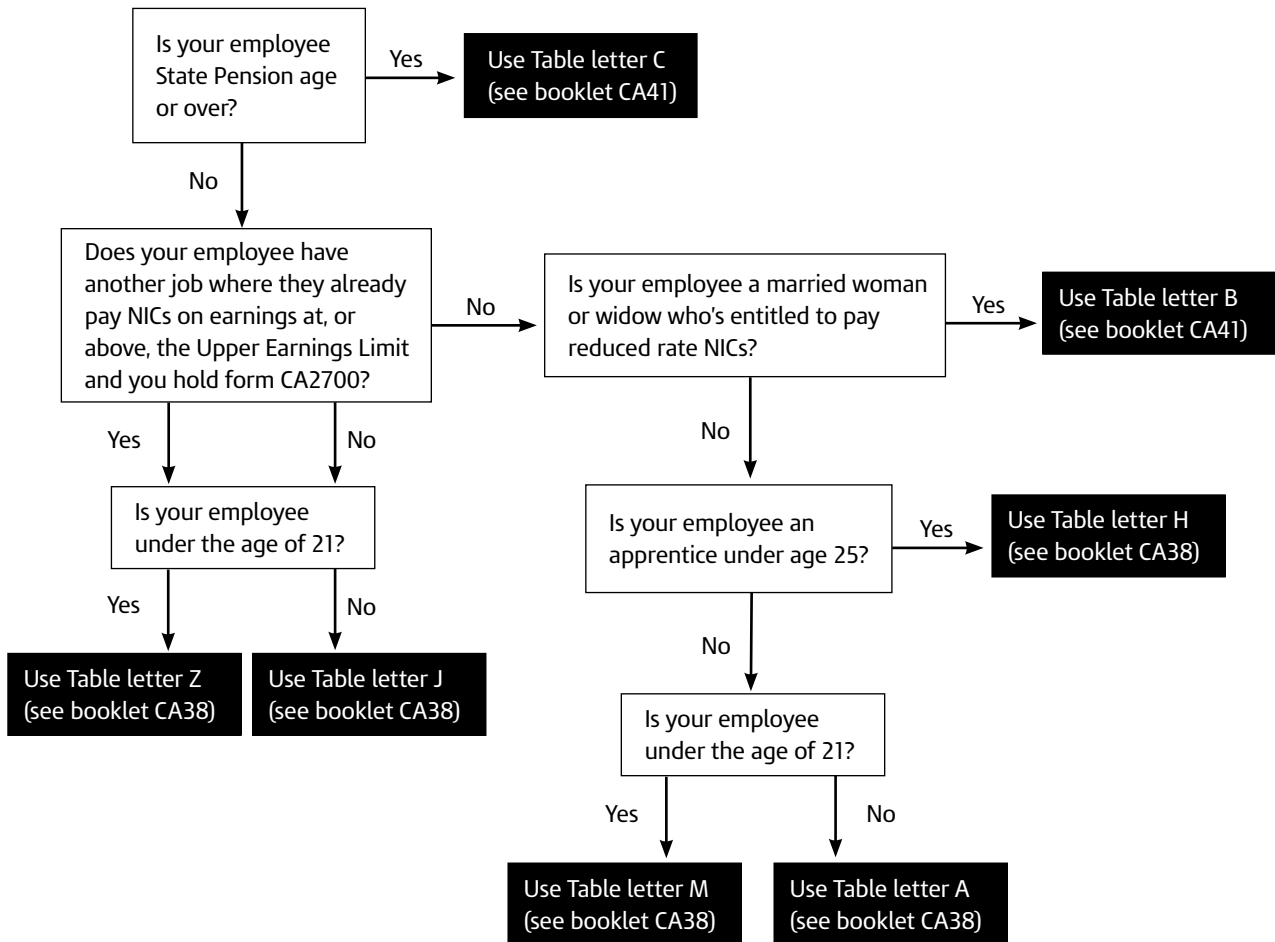 Is your employee
State Pension age
or over?
Yes
Use Table letter C
(see booklet CA41)
No
Does your employee have
another job where they already
pay NICs on earnings at, or
above, the Upper Earnings Limit
and you hold form CA2700?
No
Is your employee a married woman
or widow who's entitled to pay
reduced rate NICs?
Yes
Use Table letter B
(see booklet CA41)
Yes
No
No
Is your employee
under the age of 21?
Is your employee an
apprentice under age 25?
Yes
Use Table letter H
(see booklet CA38)
Yes
No
No
Use Table letter Z
(see booklet CA38)
Use Table letter J
(see booklet CA38)
Is your employee
under the age of 21?
Yes
No
Use Table letter M
(see booklet CA38)
Use Table letter A
(see booklet CA38)